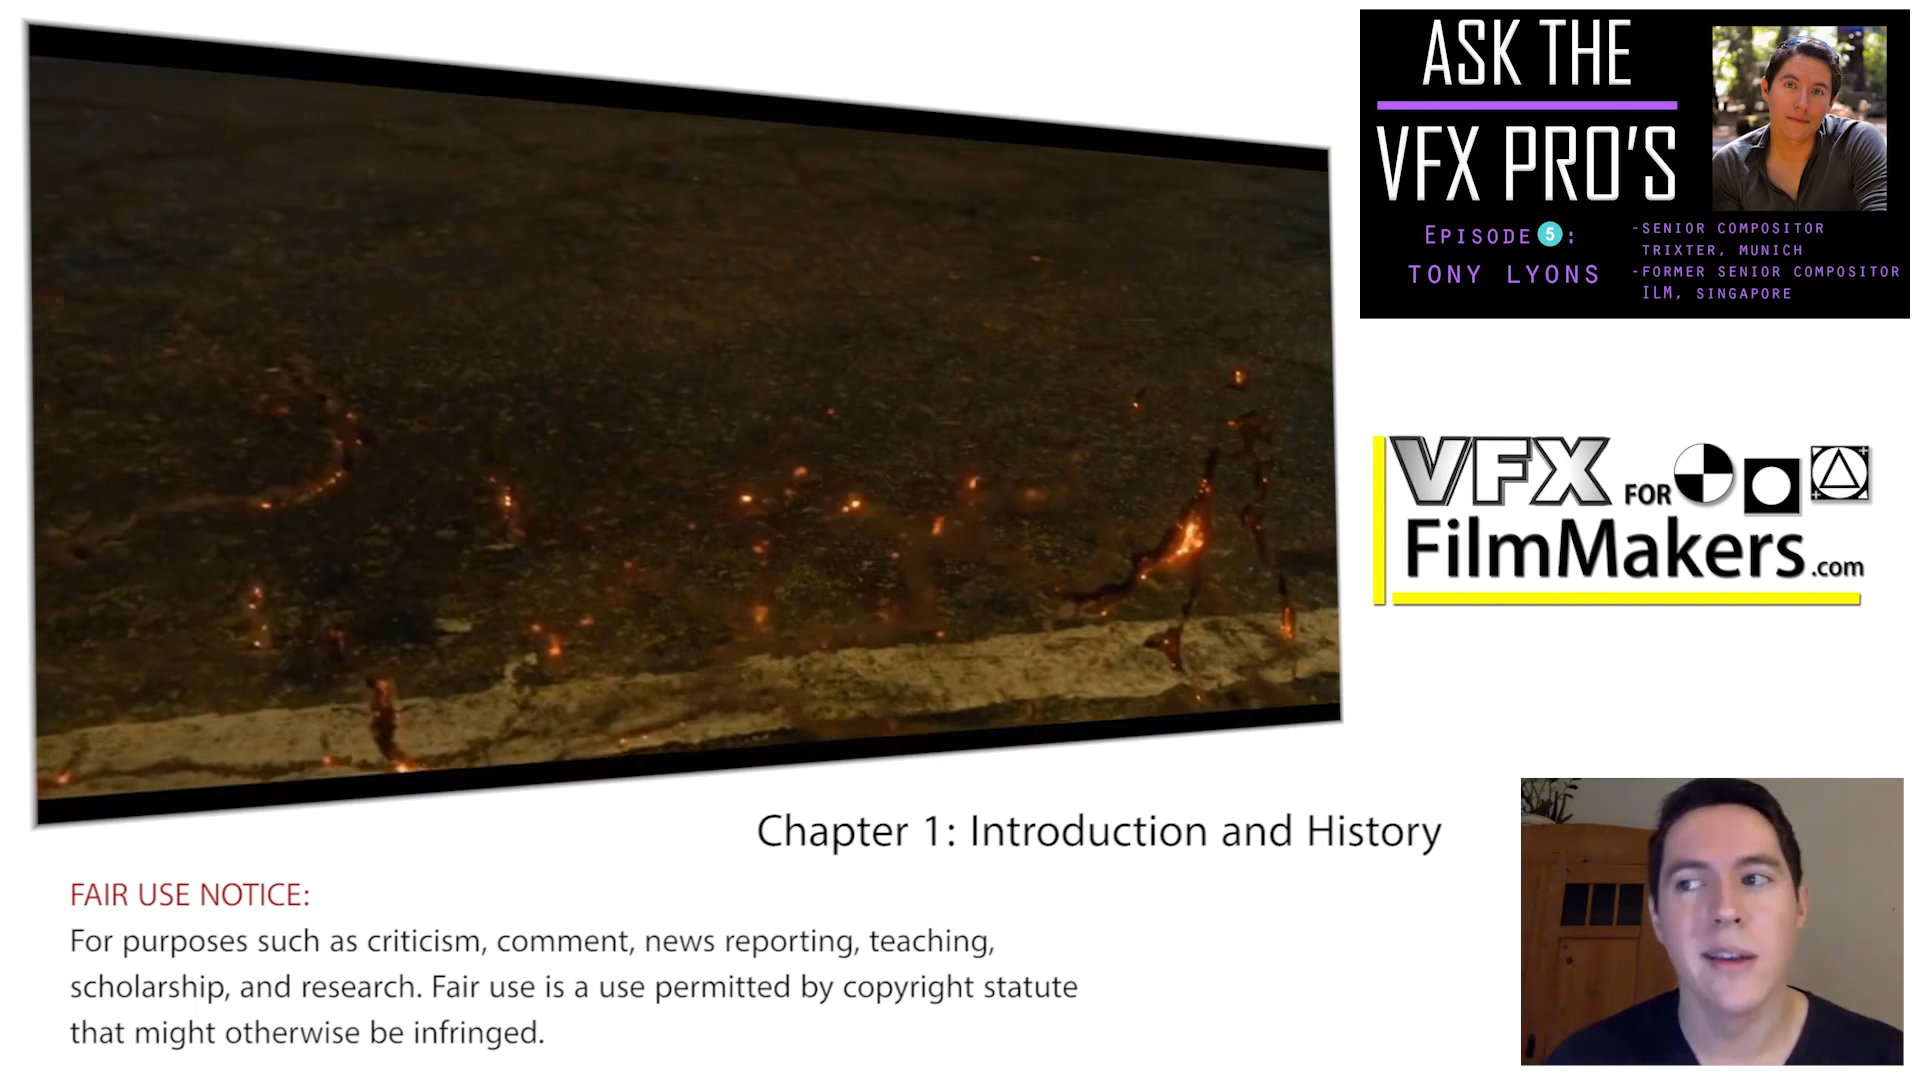 ASK THE
VFX PRO'S
EPISODE 5:
TONY LYONS
-SENIOR COMPOSITOR
TRIXTER, MUNICH
-FORMER SENIOR COMPOSITOR
ILM, SINGAPORE
VFX FOR
FilmMakers.com
Chapter 1: Introduction and History
FAIR USE NOTICE:
For purposes such as criticism, comment, news reporting, teaching,
scholarship, and research. Fair use is a use permitted by copyright statute
that might otherwise be infringed.